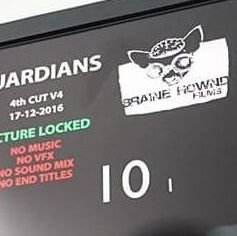 UARDIANS
4th CUT V4
17-12-2016
CTURE LOCKED
NO MUSIC
NO VFX
NO SOUND MIX
NO END TITLES
BRAINE HOWND
FILMS
10 1